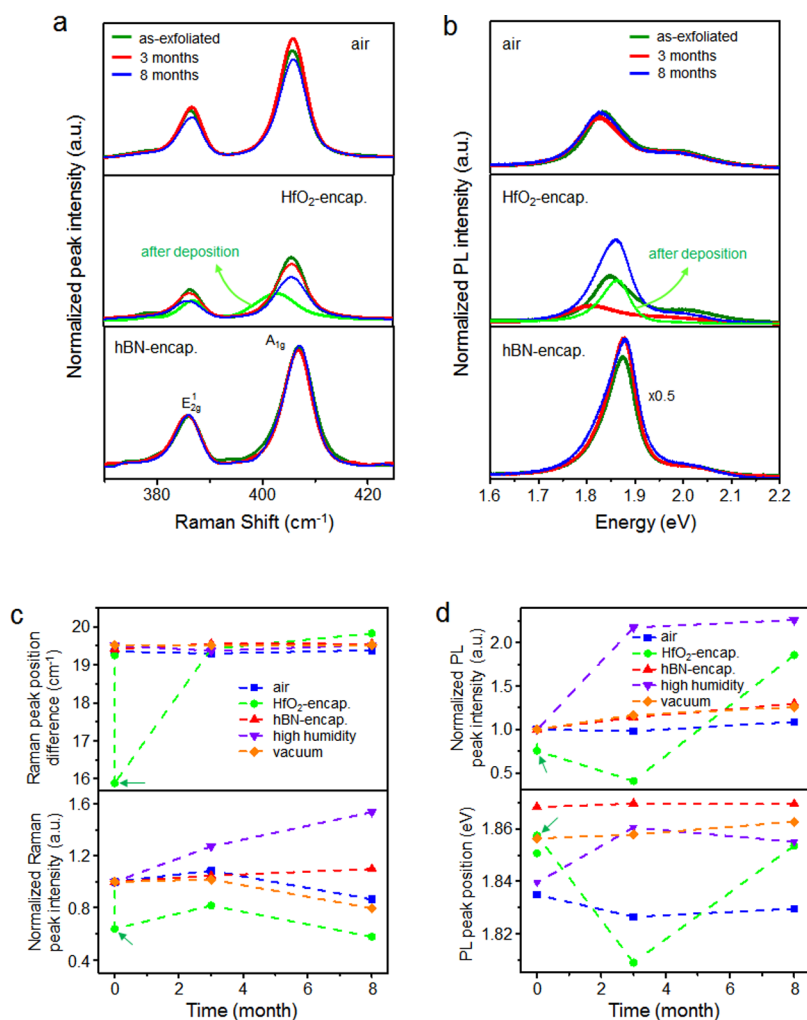 a
as-exfoliated
3 months
8 months
air
HfO₂-encap.
after deposition
hBN-encap.
A₁g
E¹₂g
Normalized peak intensity (a.u.)
380 400 420
Raman Shift (cm⁻¹)
b
as-exfoliated
air
3 months
8 months
HfO₂-encap.
after deposition
hBN-encap.
x0.5
Normalized PL intensity (a.u.)
1.6 1.7 1.8 1.9 2.0 2.1 2.2
Energy (eV)
c
Raman peak position
difference (cm⁻¹)
20
19
18
17
16
air
HfO₂-encap.
hBN-encap.
high humidity
vacuum
Normalized Raman
peak intensity (a.u)
1.6
1.2
0.8
0.4
0 2 4 6 8
Time (month)
d
Normalized PL
peak intensity (a.u.)
2.0
1.5
1.0
0.5
air
HfO₂-encap.
hBN-encap.
high humidity
vacuum
PL peak position (eV)
1.86
1.84
1.82
0 2 4 6 8
Time (month)